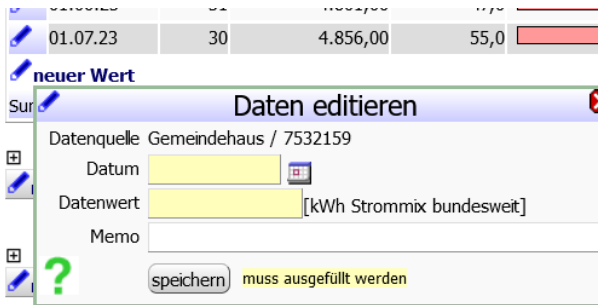 01.07.23 30 4.856,00 55,0
neuer Wert
Daten editieren
Datenquelle Gemeindehaus / 7532159
Datum
Datenwert [kWh Strommix bundesweit]
Memo
?
speichern muss ausgefüllt werden